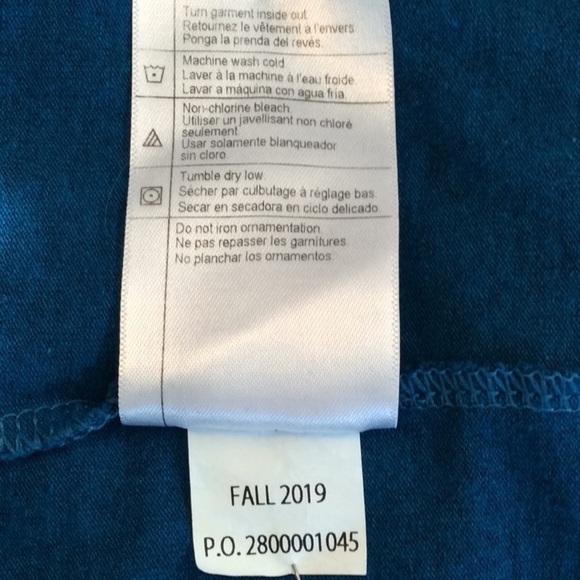 Turn garment inside out.
Retournez le vêtement à l'envers.
Ponga la prenda del revés.
Machine wash cold.
Laver à la machine à l'eau froide.
Lavar a máquina con agua fría.
Non-chlorine bleach.
Utiliser un javellisant non chloré
seulement.
Usar solamente blanqueador
sin cloro.
Tumble dry low.
Sécher par culbutage à réglage bas.
Secar en secadora en ciclo delicado.
Do not iron ornamentation.
Ne pas repasser les garnitures.
No planchar los ornamentos.
FALL 2019
P.O. 2800001045